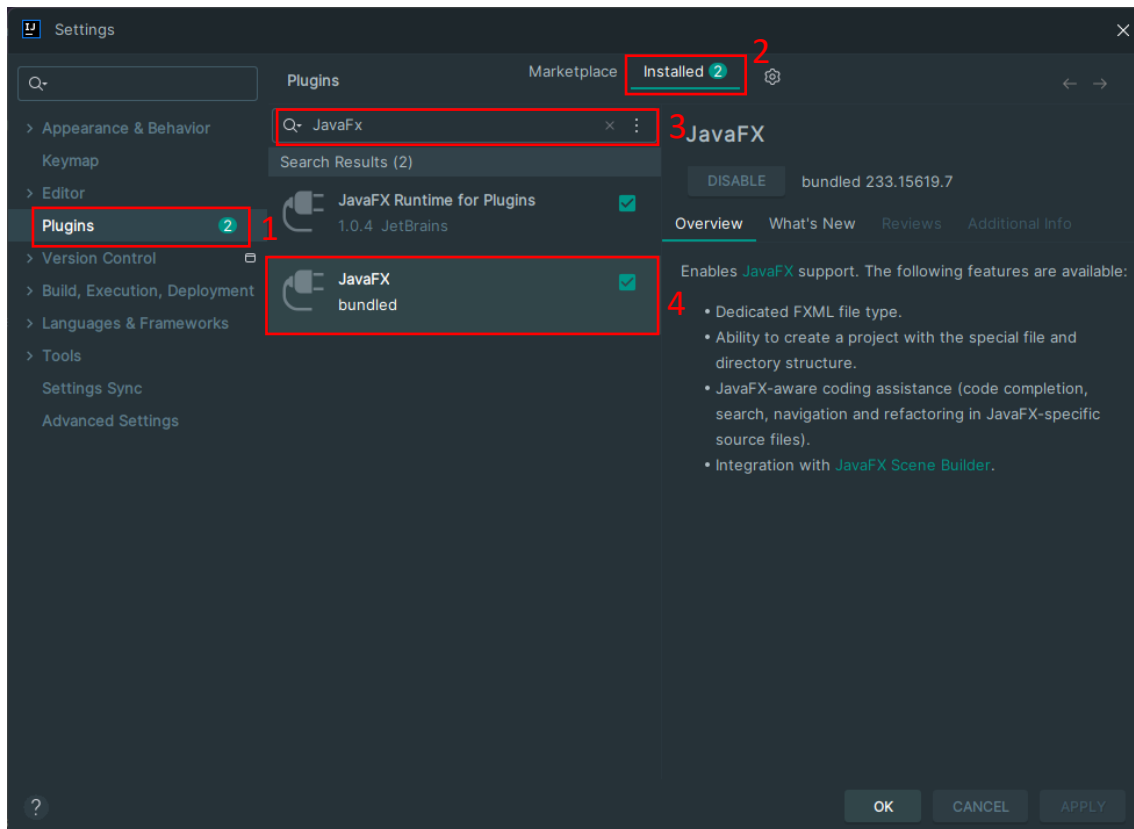 Settings
2
Plugins
Marketplace
Installed 2
Appearance & Behavior
Keymap
Editor
Plugins 2
1
Version Control
Build, Execution, Deployment
Languages & Frameworks
Tools
Settings Sync
Advanced Settings
JavaFx
3
Search Results (2)
JavaFX Runtime for Plugins
1.0.4 JetBrains
JavaFX
bundled
4
JavaFX
DISABLE
bundled 233.15619.7
Overview
What's New
Reviews
Additional Info
Enables JavaFX support. The following features are available:
• Dedicated FXML file type.
• Ability to create a project with the special file and
directory structure.
• JavaFX-aware coding assistance (code completion,
search, navigation and refactoring in JavaFX-specific
source files).
• Integration with JavaFX Scene Builder.
?
OK
CANCEL
APPLY